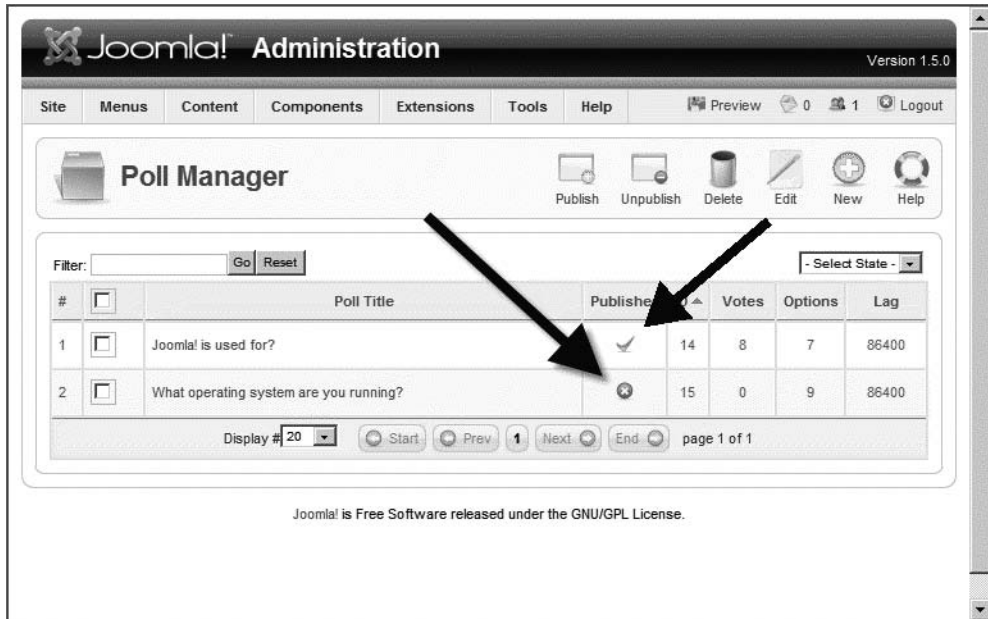 Joomla! Administration
Version 1.5.0
Site Menus Content Components Extensions Tools Help Preview 0 1 Logout
Poll Manager
Publish Unpublish Delete Edit New Help
Filter: Go Reset - Select State -
# Poll Title Votes Options Lag
1 Joomla! is used for? 14 8 7 86400
2 What operating system are you running? 15 0 9 86400
Display # 20 Start Prev 1 Next End page 1 of 1
Joomla! is Free Software released under the GNU/GPL License.